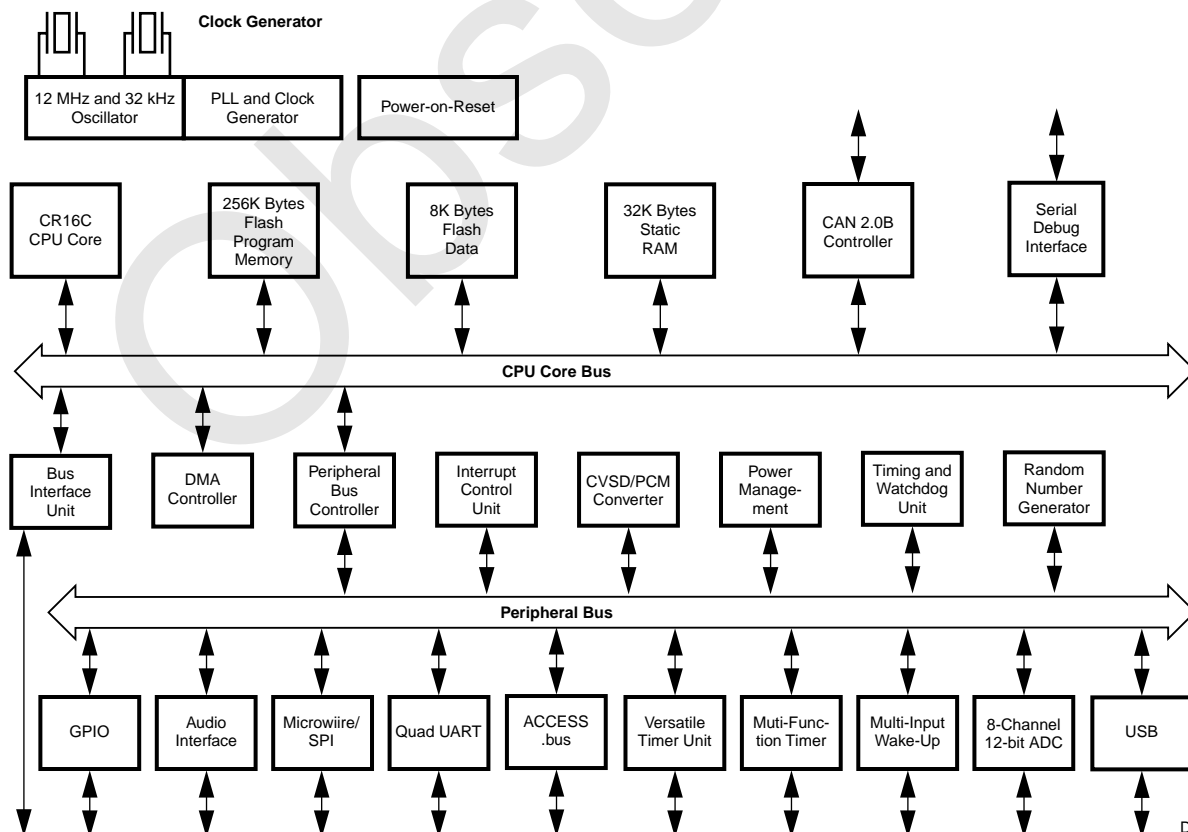 Clock Generator
12 MHz and 32 kHz
Oscillator
PLL and Clock
Generator
Power-on-Reset
CR16C
CPU Core
256K Bytes
Flash
Program
Memory
8K Bytes
Flash
Data
32K Bytes
Static
RAM
CAN 2.0B
Controller
Serial
Debug
Interface
CPU Core Bus
Bus
Interface
Unit
DMA
Controller
Peripheral
Bus
Controller
Interrupt
Control
Unit
CVSD/PCM
Converter
Power
Manage-
ment
Timing and
Watchdog
Unit
Random
Number
Generator
Peripheral Bus
GPIO
Audio
Interface
Microwiire/
SPI
Quad UART
ACCESS
.bus
Versatile
Timer Unit
Muti-Func-
tion Timer
Multi-Input
Wake-Up
8-Channel
12-bit ADC
USB